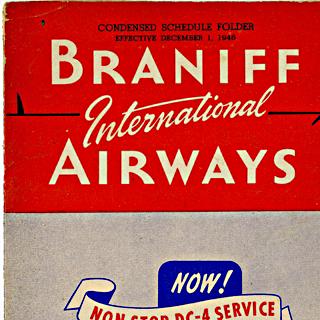 CONDENSED SCHEDULE FOLDER
EFFECTIVE DECEMBER 1, 1946
BRANIFF
International
AIRWAYS
NOW!
NON STOP DC-4 SERVICE